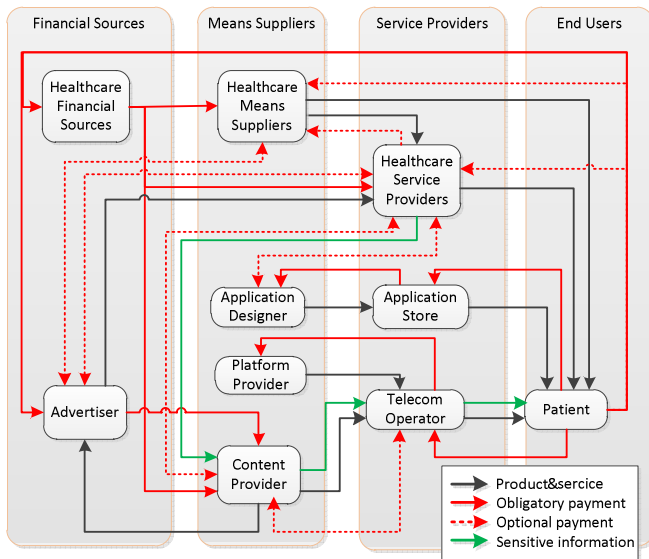 Financial Sources
Means Suppliers
Service Providers
End Users
Healthcare
Financial
Sources
Healthcare
Means
Suppliers
Healthcare
Service
Providers
Application
Designer
Application
Store
Platform
Provider
Advertiser
Telecom
Operator
Patient
Content
Provider
Product&sercice
Obligatory payment
Optional payment
Sensitive information